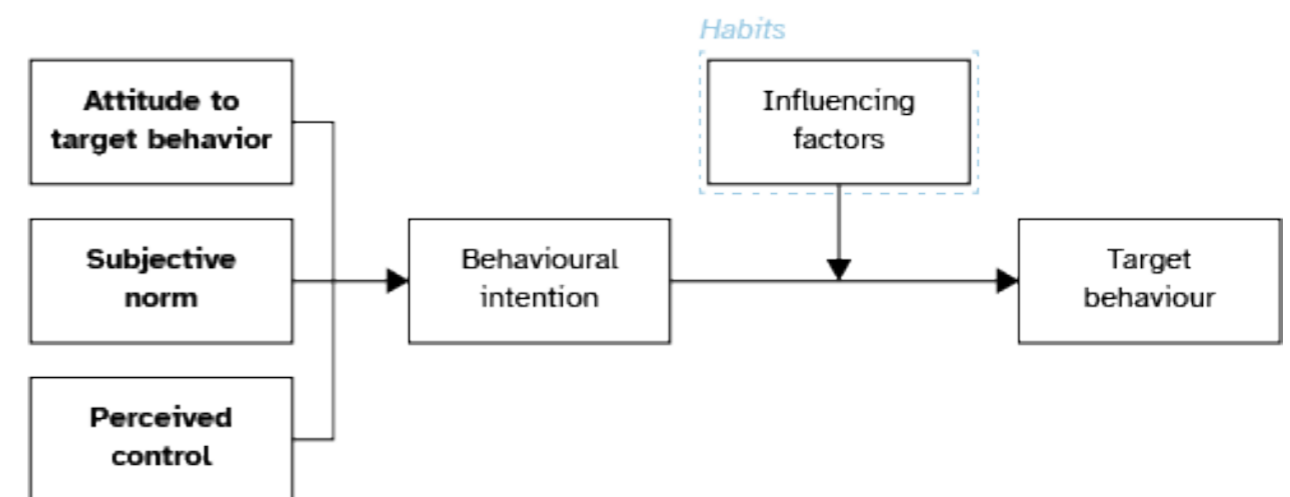 Habits
Attitude to
target behavior
Influencing
factors
Subjective
norm
Behavioural
intention
Target
behaviour
Perceived
control